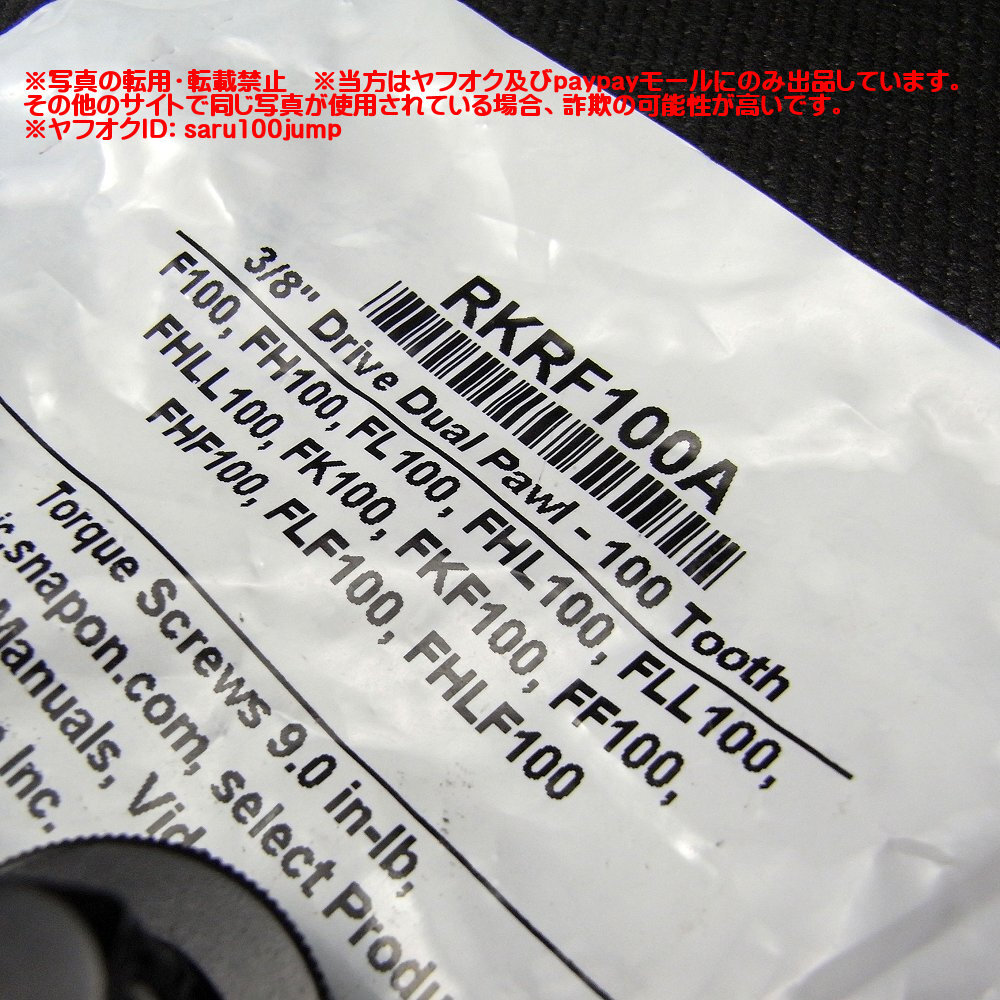 ※写真の転用・転載禁止　※当方はヤフオク及びpaypayモールにのみ出品しています。
その他のサイトで同じ写真が使用されている場合、詐欺の可能性が高いです。
※ヤフオクID: saru100jump
RKRF100A
3/8" Drive Dual Pawl - 100 Tooth
F100, FH100, FL100, FHL100, FLL100,
FHLL100, FK100, FKF100, FF100,
FHF100, FLF100, FHLF100
Torque Screws 9.0 in-lb,
.snapon.com, select Produ
Manuals, Vid
Inc.